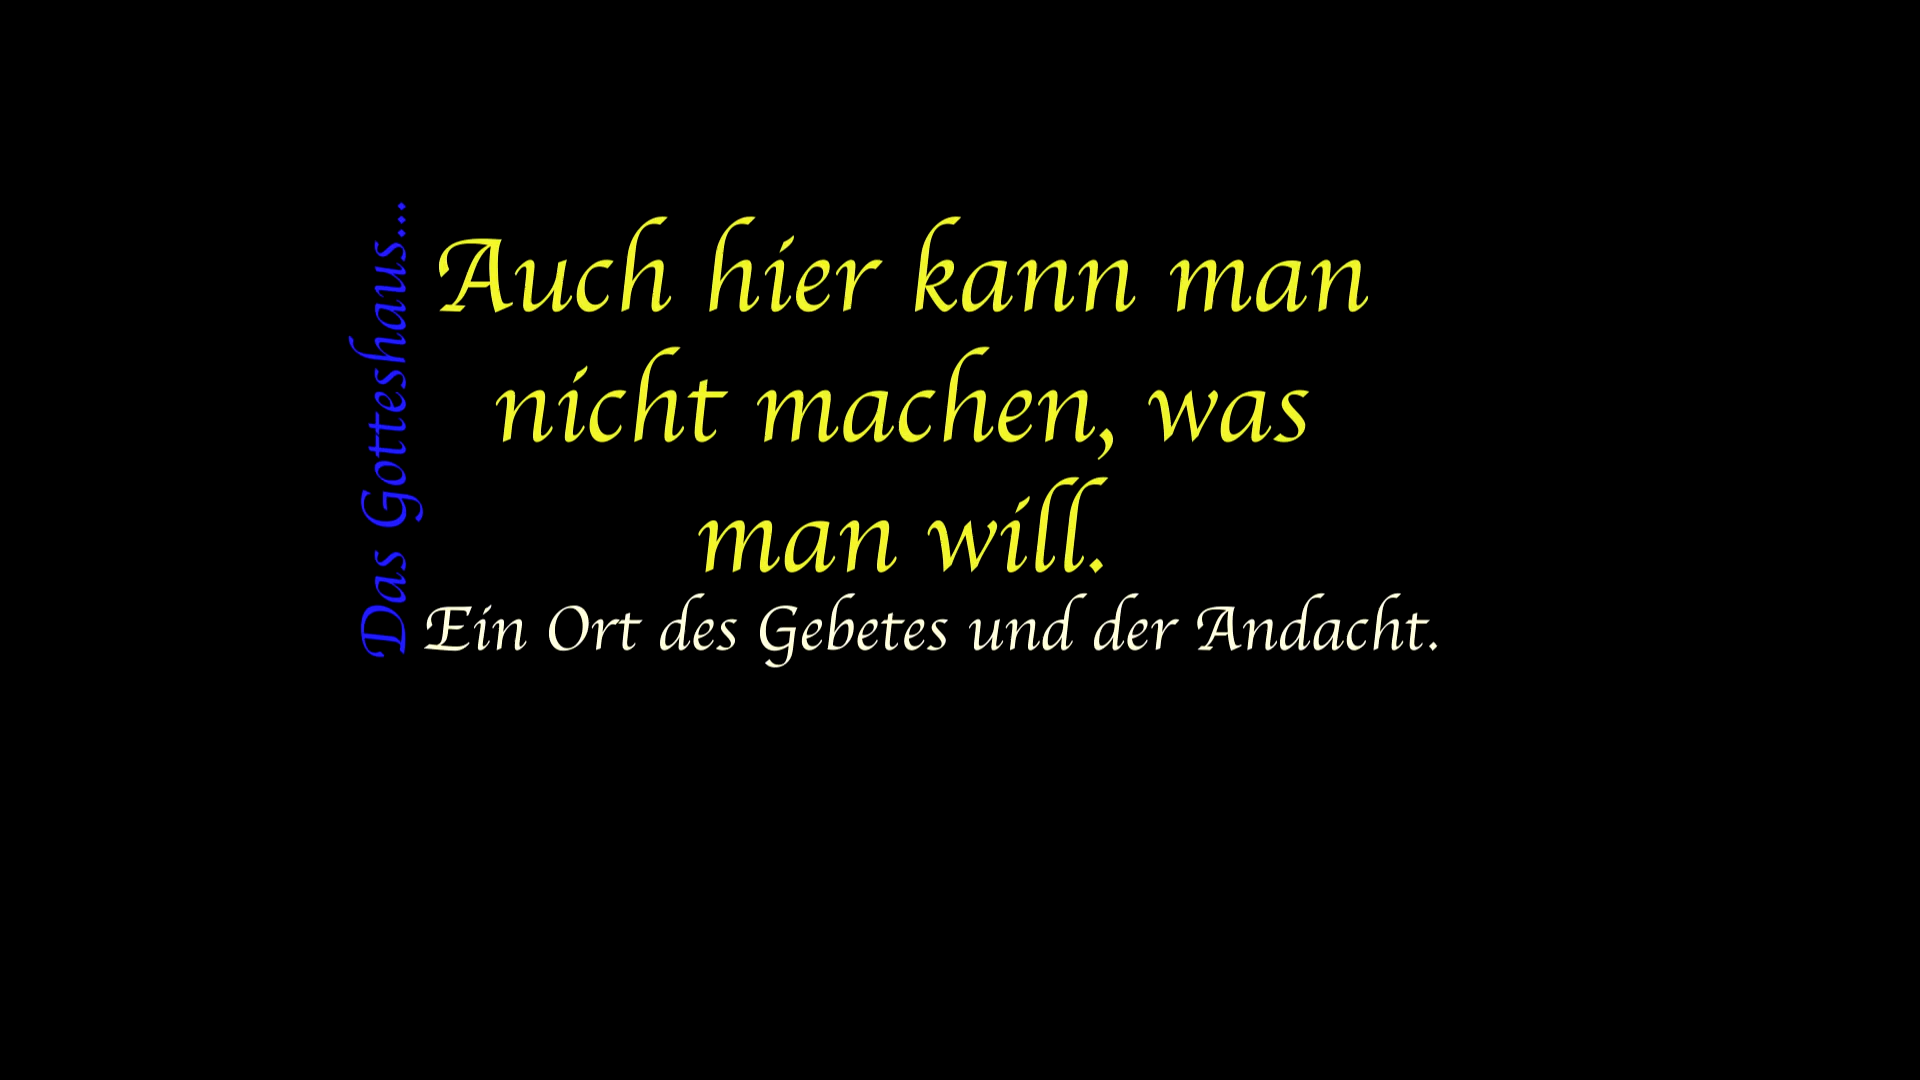 Das Gotteshaus...
Auch hier kann man
nicht machen, was
man will.
Ein Ort des Gebetes und der Andacht.